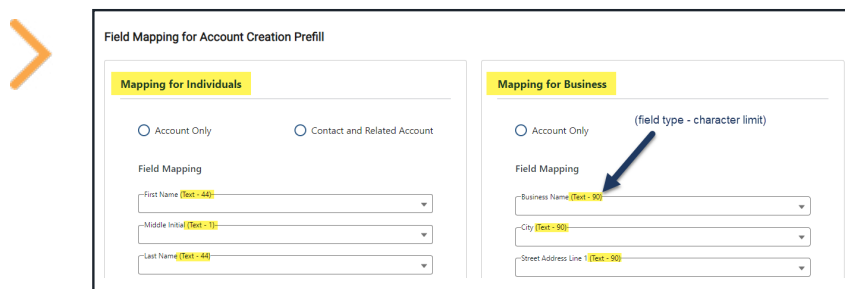 Field Mapping for Account Creation Prefill
Mapping for Individuals
Account Only
Contact and Related Account
Field Mapping
First Name (Text - 44)
Middle Initial (Text - 1)
Last Name (Text - 44)
Mapping for Business
(field type - character limit)
Account Only
Field Mapping
Business Name (Text - 90)
City (Text - 90)
Street Address Line 1 (Text - 90)